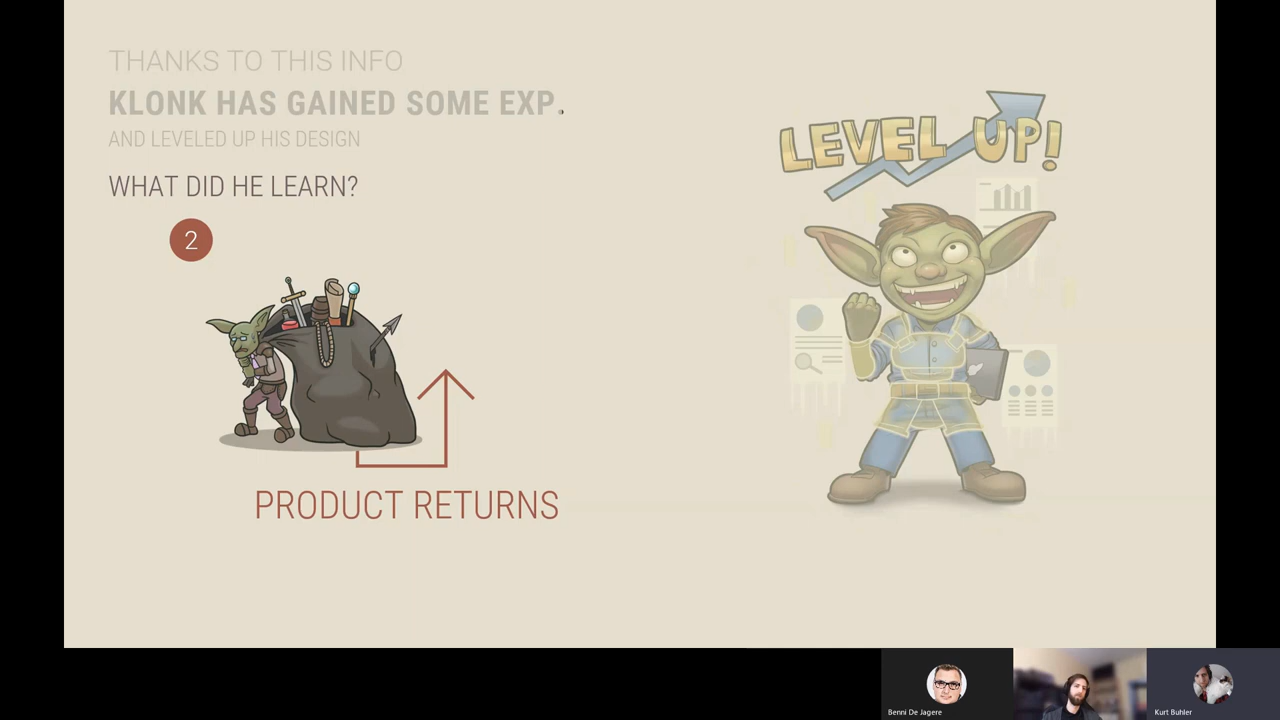 THANKS TO THIS INFO
KLONK HAS GAINED SOME EXP.
AND LEVELED UP HIS DESIGN
WHAT DID HE LEARN?
2
PRODUCT RETURNS
LEVEL UP!
Benni De Jagere
Kurt Buhler